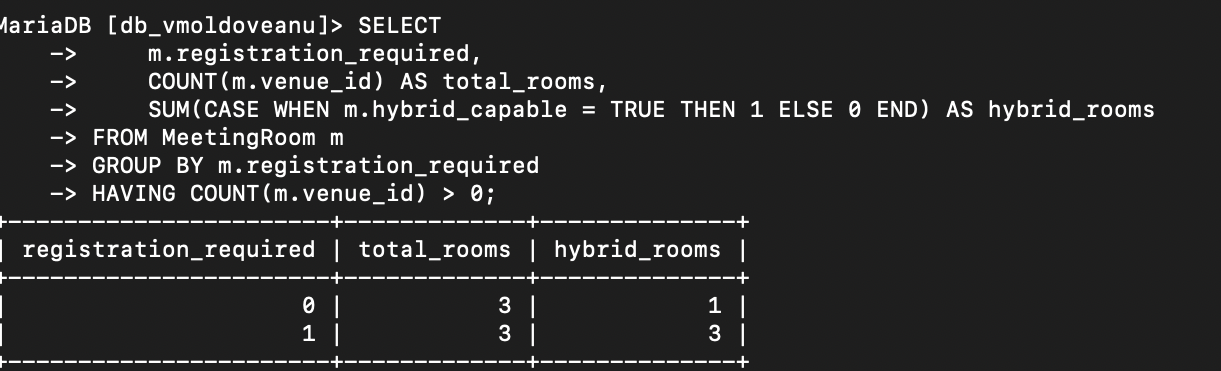 MariaDB [db_vmoldoveanu]> SELECT
    ->     m.registration_required,
    ->     COUNT(m.venue_id) AS total_rooms,
    ->     SUM(CASE WHEN m.hybrid_capable = TRUE THEN 1 ELSE 0 END) AS hybrid_rooms
    -> FROM MeetingRoom m
    -> GROUP BY m.registration_required
    -> HAVING COUNT(m.venue_id) > 0;
+-----------------------+-------------+--------------+
| registration_required | total_rooms | hybrid_rooms |
+-----------------------+-------------+--------------+
|                     0 |           3 |            1 |
|                     1 |           3 |            3 |
+-----------------------+-------------+--------------+